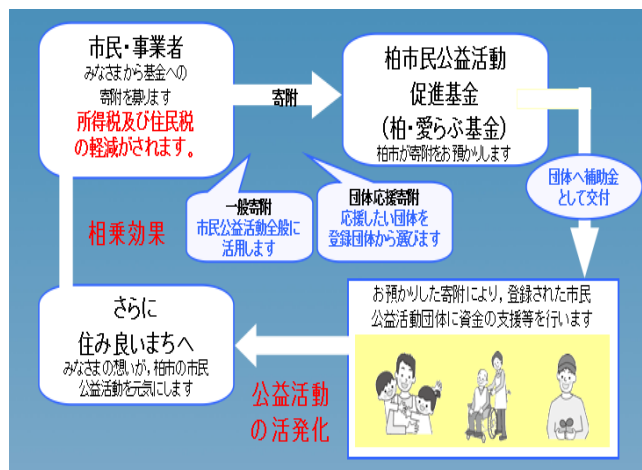 市民・事業者
みなさまから基金への
寄附を募ります
所得税及び住民税
の軽減がされます。
寄附
柏市民公益活動
促進基金
(柏・愛らぶ基金)
柏市が寄附をお預かりします
一般寄附
市民公益活動全般に
活用します
団体応援寄附
応援したい団体を
登録団体から選びます
団体へ補助金
として交付
相乗効果
お預かりした寄附により,登録された市民
公益活動団体に資金の支援等を行います
さらに
住み良いまちへ
みなさまの想いが,柏市の市民
公益活動を元気にします
公益活動
の活発化